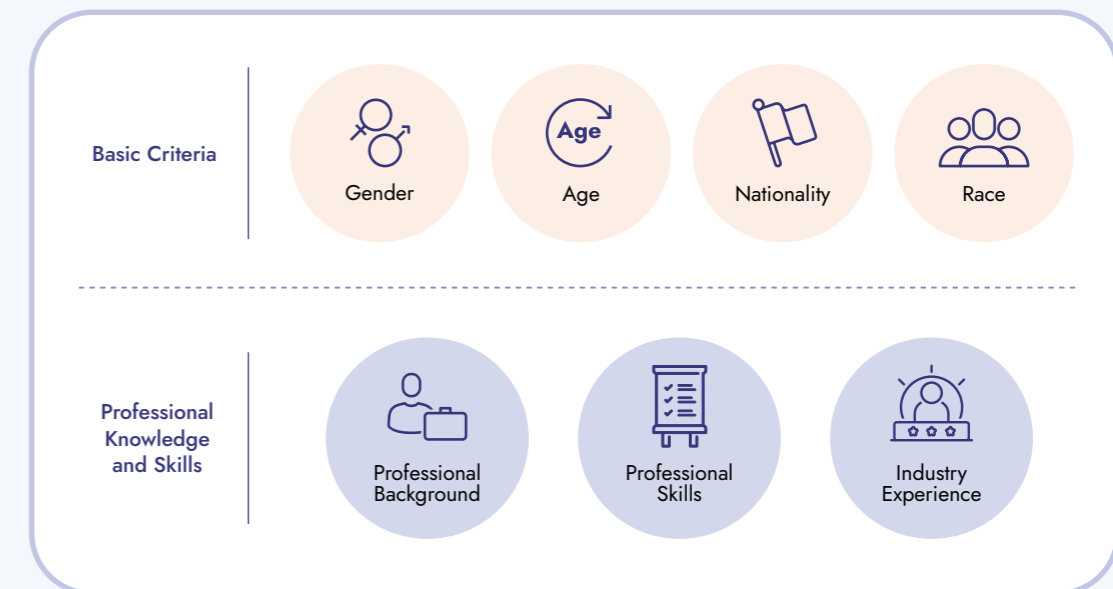 Basic Criteria
Age
Gender
Age
Nationality
Race
Professional
Knowledge
and Skills
Professional
Background
Professional
Skills
Industry
Experience